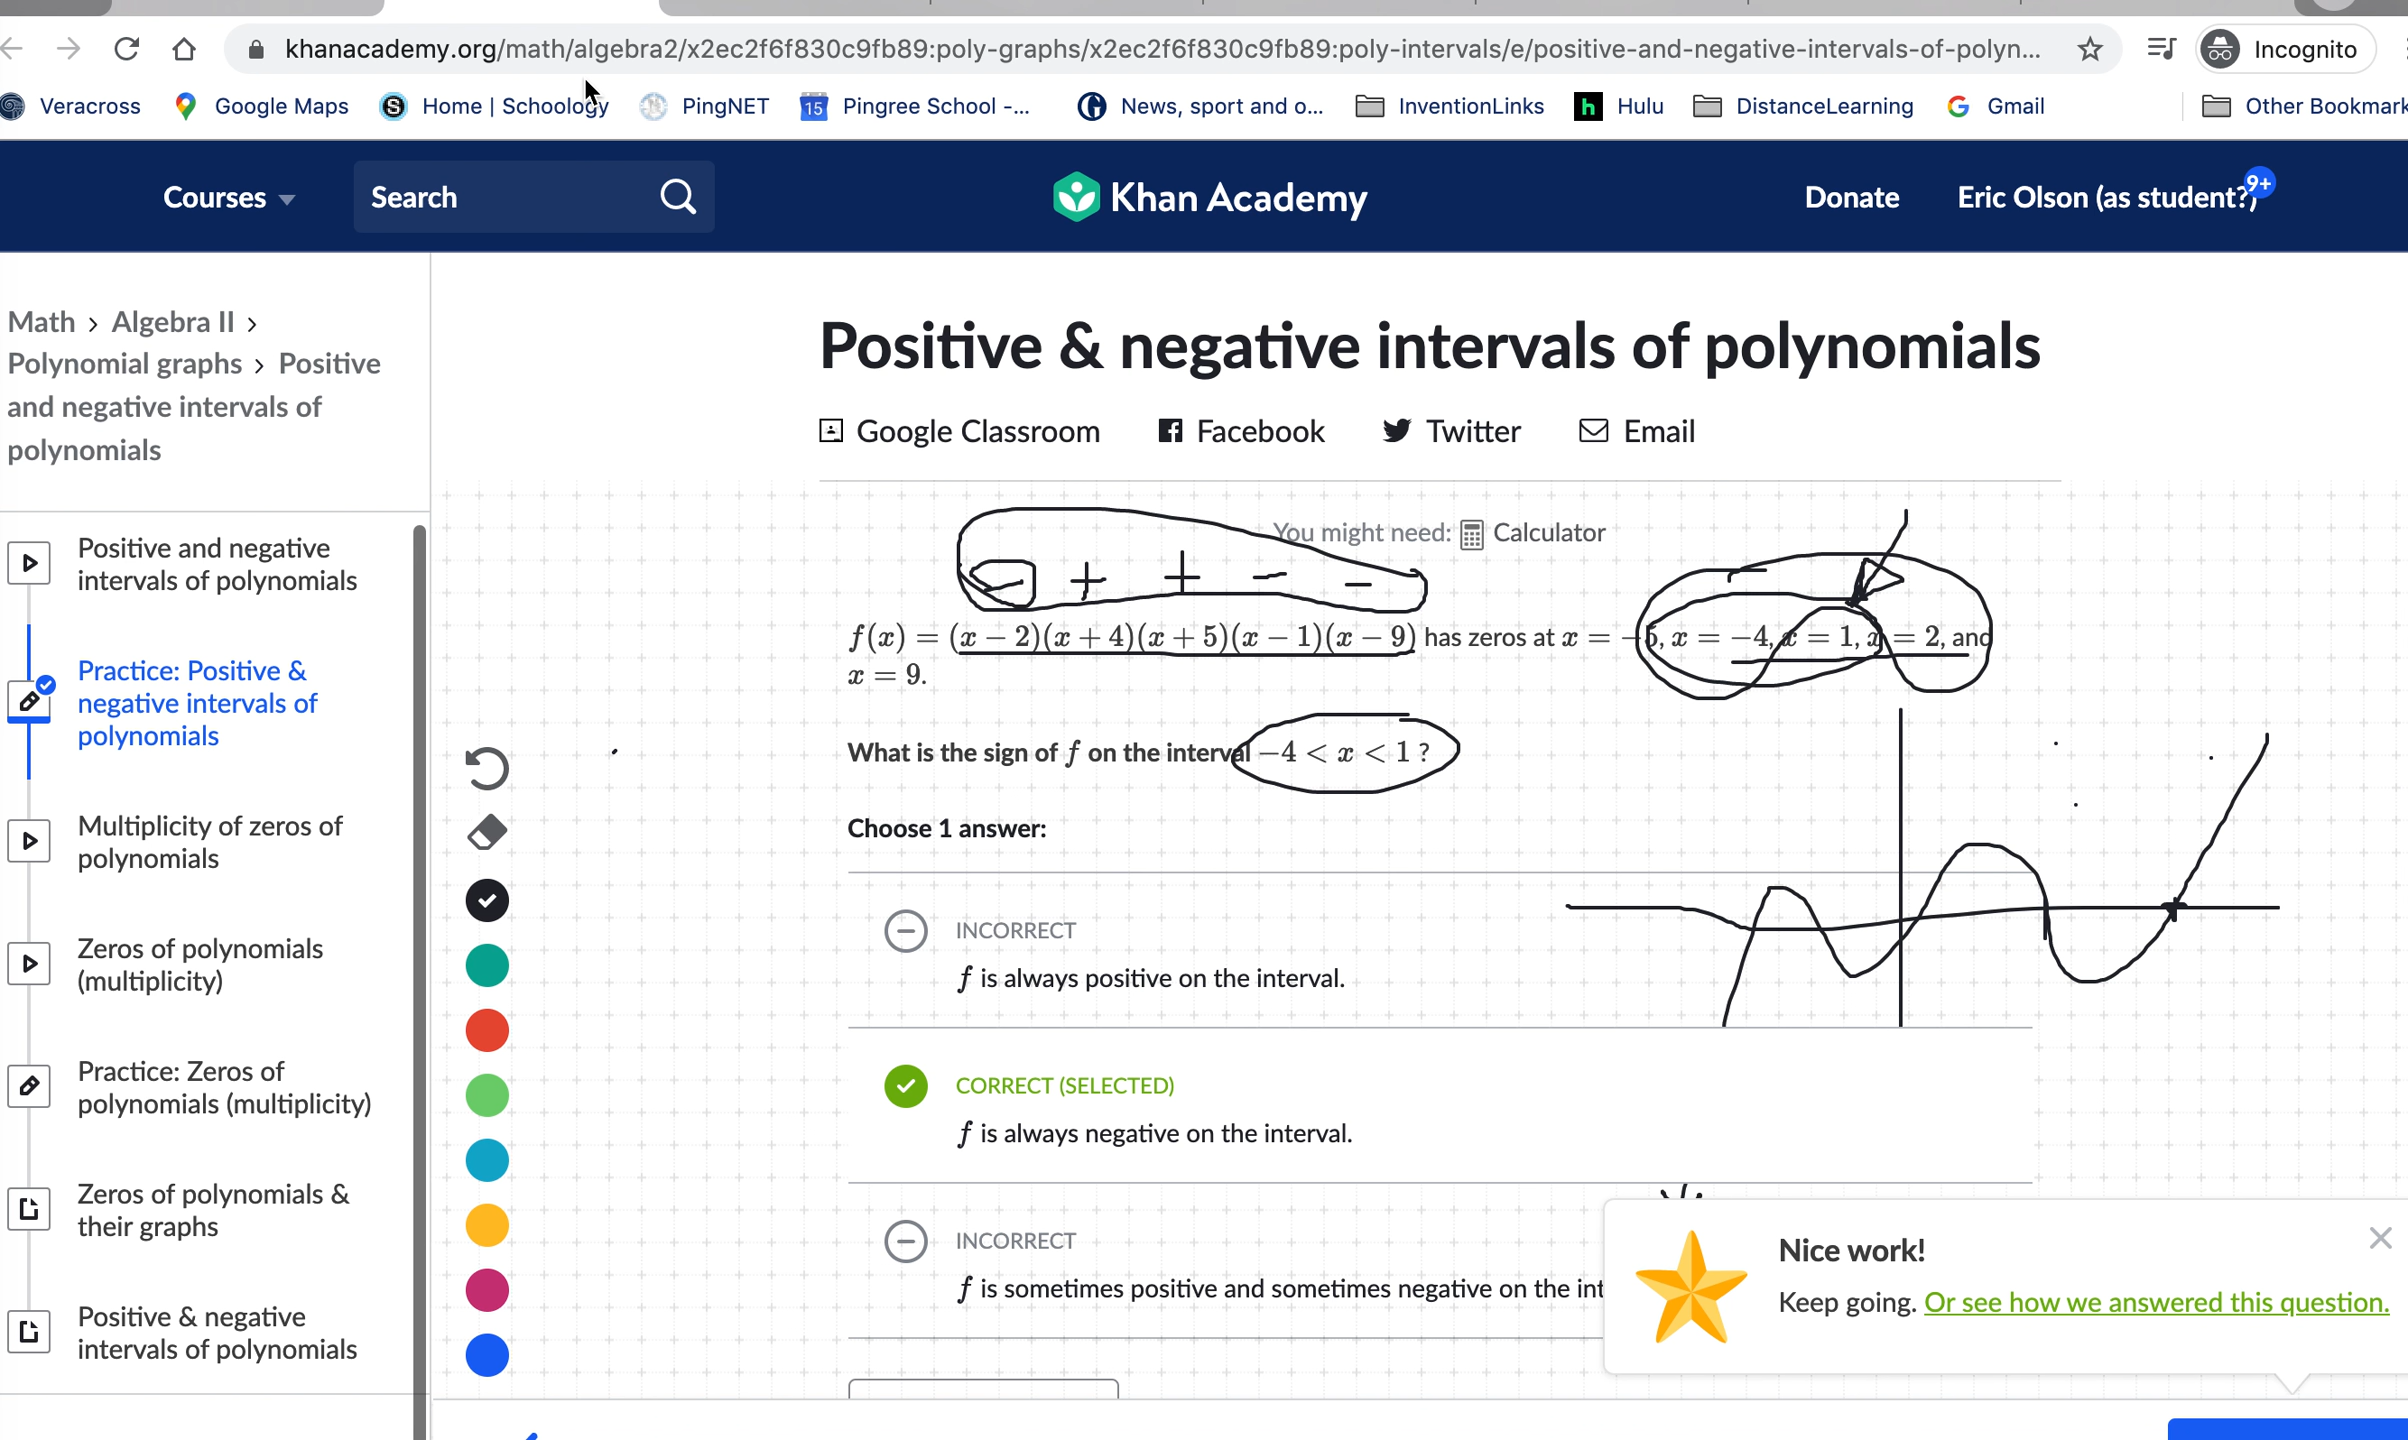 khanacademy.org/math/algebra2/x2ec2f6f830c9fb89:poly-graphs/x2ec2f6f830c9fb89:poly-intervals/e/positive-and-negative-intervals-of-polyn...
Incognito
Veracross
Google Maps
Home | Schoology
PingNET
15
Pingree School -...
News, sport and o...
InventionLinks
Hulu
DistanceLearning
Gmail
Other Bookmark
Courses
Search
Khan Academy
Donate
Eric Olson (as student?)
9+
Math > Algebra II >
Polynomial graphs > Positive
and negative intervals of
polynomials
Positive and negative
intervals of polynomials
Practice: Positive &
negative intervals of
polynomials
Multiplicity of zeros of
polynomials
Zeros of polynomials
(multiplicity)
Practice: Zeros of
polynomials (multiplicity)
Zeros of polynomials &
their graphs
Positive & negative
intervals of polynomials
Positive & negative intervals of polynomials
Google Classroom
Facebook
Twitter
Email
You might need: Calculator
− + + − −
f(x) = (x − 2)(x + 4)(x + 5)(x − 1)(x − 9) has zeros at x = −5, x = −4, x = 1, x = 2, and
x = 9.
What is the sign of f on the interval −4 < x < 1 ?
Choose 1 answer:
INCORRECT
f is always positive on the interval.
CORRECT (SELECTED)
f is always negative on the interval.
INCORRECT
f is sometimes positive and sometimes negative on the int
Nice work!
Keep going. Or see how we answered this question.